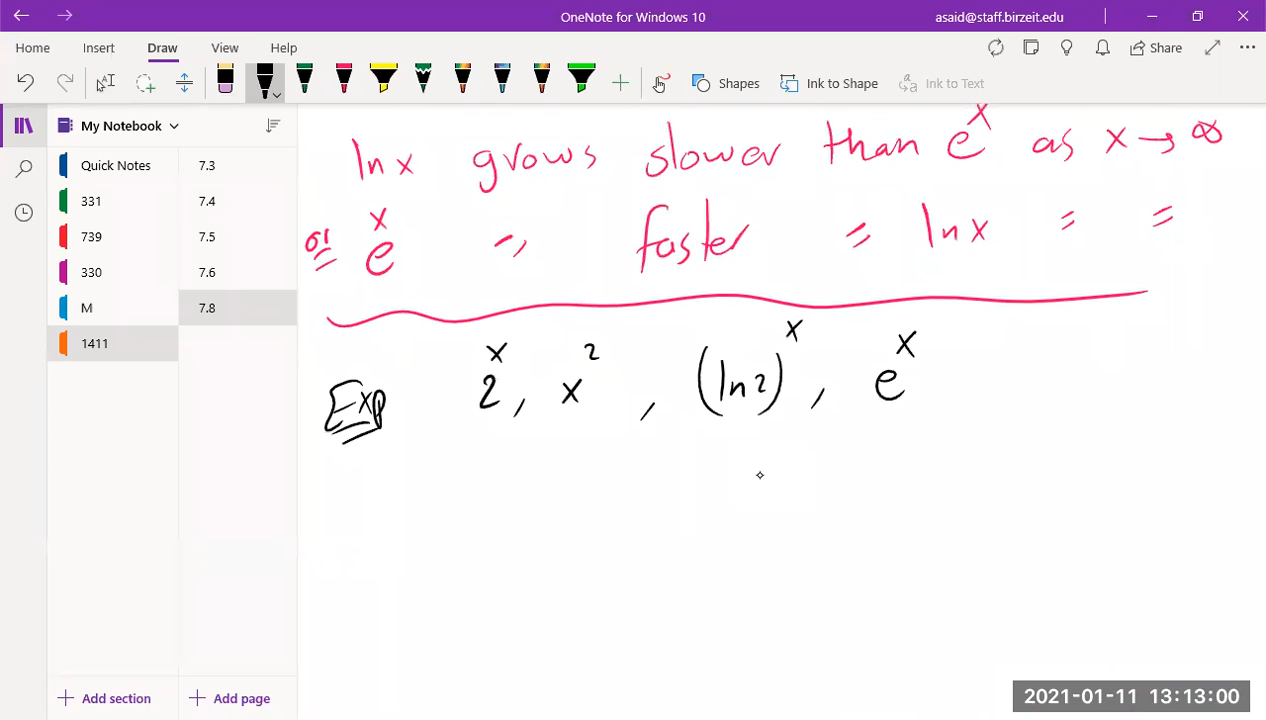 OneNote for Windows 10
asaid@staff.birzeit.edu
Home Insert Draw View Help
Share
Shapes Ink to Shape Ink to Text
My Notebook
Quick Notes
331
739
330
M
1411
7.3
7.4
7.5
7.6
7.8
ln x grows slower than e^x as x → ∞
or e^x = faster = ln x = =
Exp 2^x, x^2, (ln 2)^x, e^x
Add section
Add page
2021-01-11 13:13:00